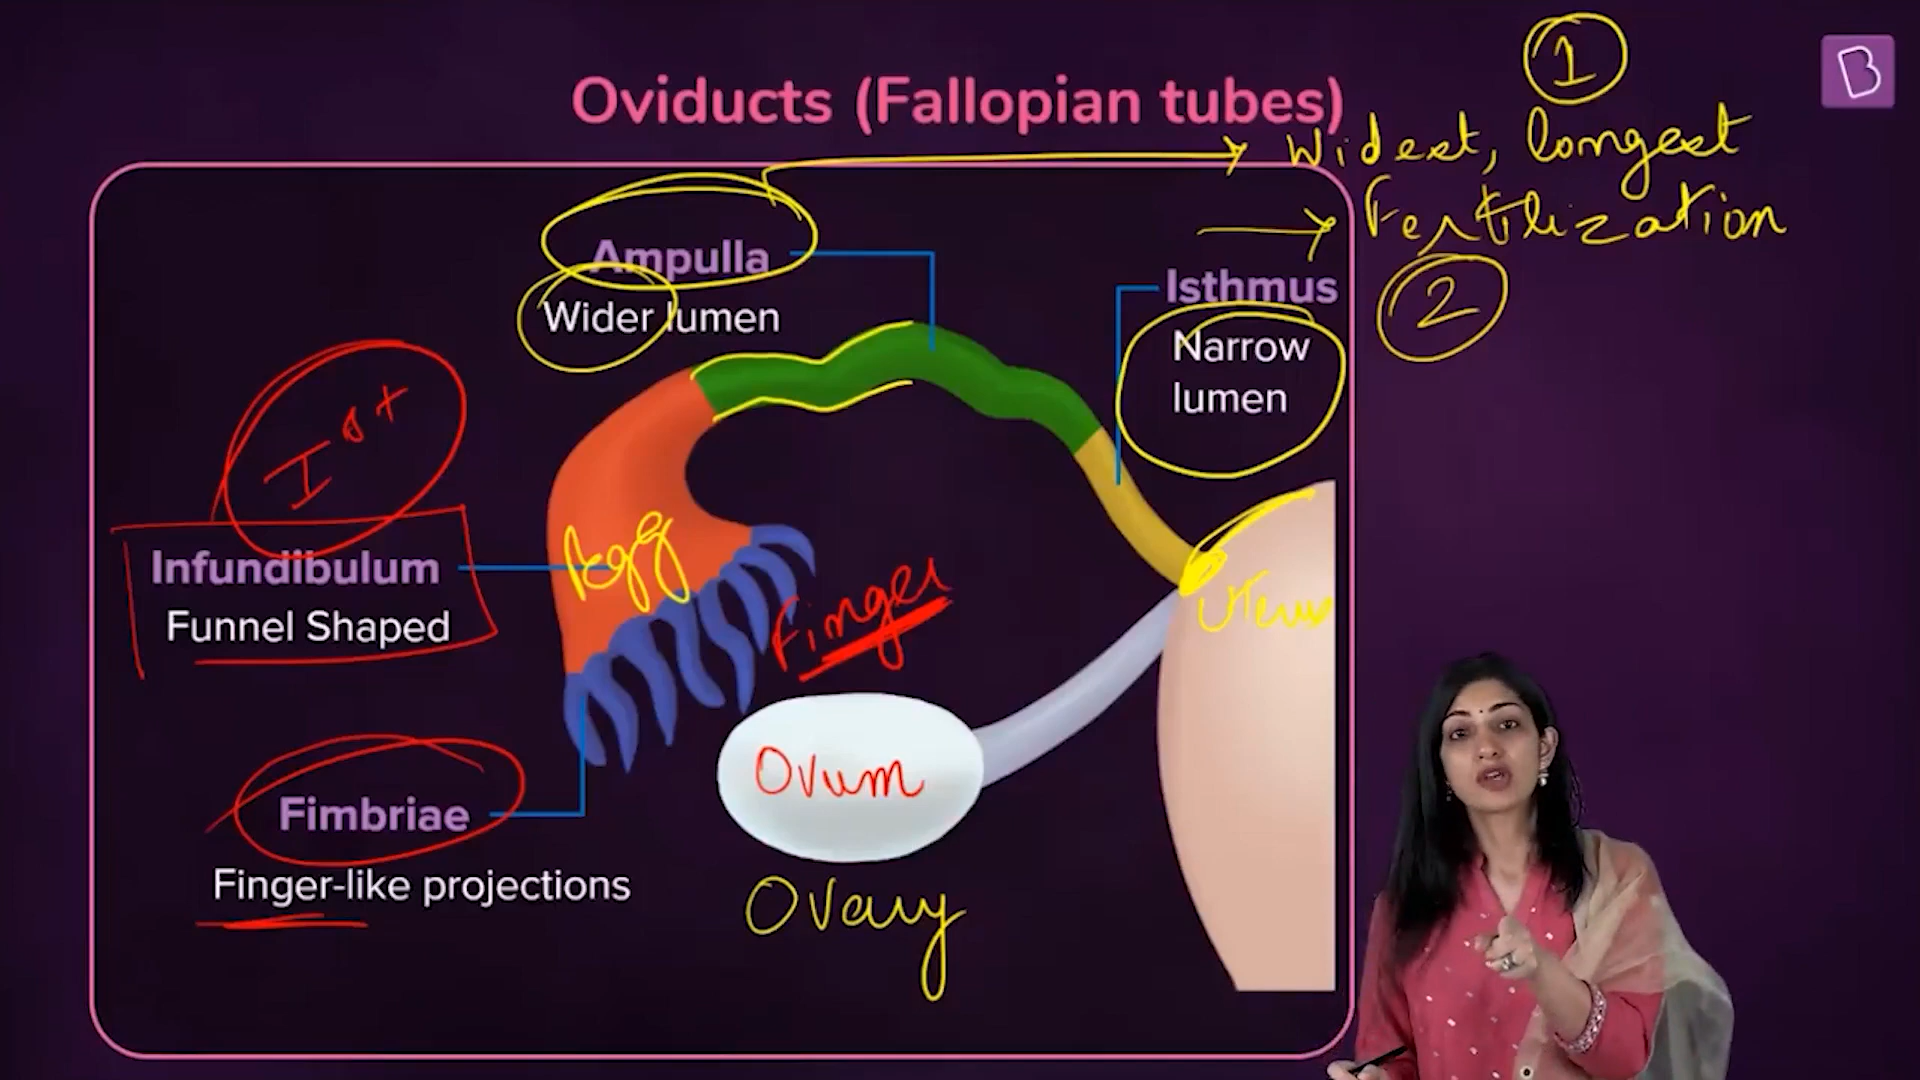 1
Oviducts (Fallopian tubes)
Widest, longest
Fertilization
Ampulla
Wider lumen
Isthmus
2
Narrow
lumen
Ist
Infundibulum
Funnel Shaped
Finger
Uterus
Ovum
Fimbriae
Finger-like projections
Ovary
B